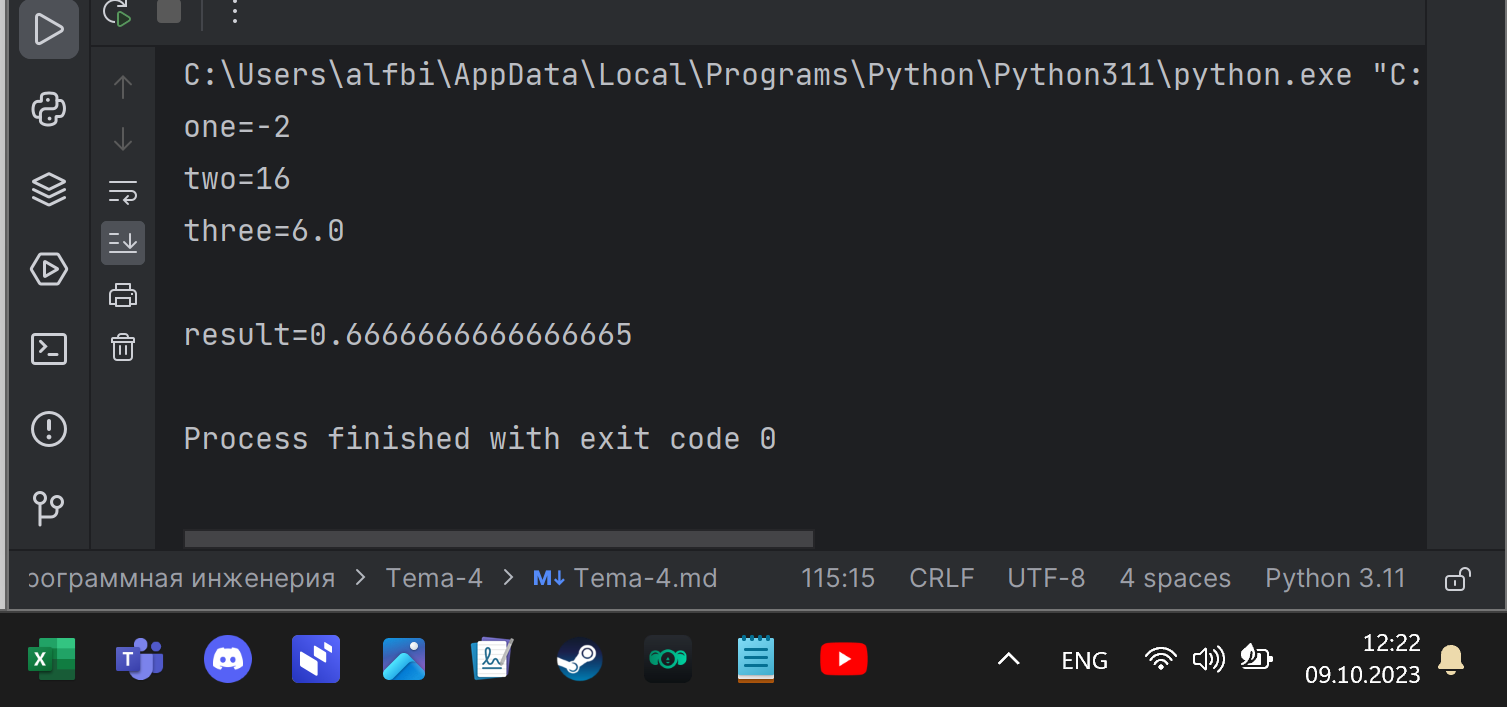 C:\Users\alfbi\AppData\Local\Programs\Python\Python311\python.exe "C:
one=-2
two=16
three=6.0
result=0.6666666666666665
Process finished with exit code 0
рограммная инженерия > Tema-4 > M↓ Tema-4.md 115:15 CRLF UTF-8 4 spaces Python 3.11
ENG
12:22
09.10.2023